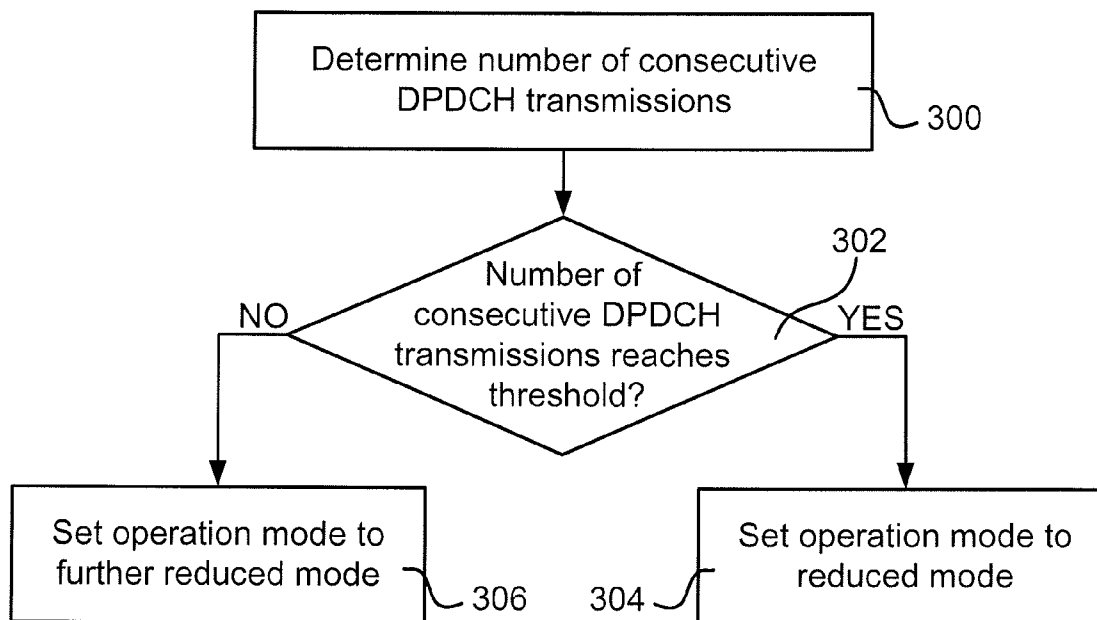 Determine number of consecutive
DPDCH transmissions
300
302
Number of
consecutive DPDCH
transmissions reaches
threshold?
NO
YES
Set operation mode to
further reduced mode
306
304
Set operation mode to
reduced mode